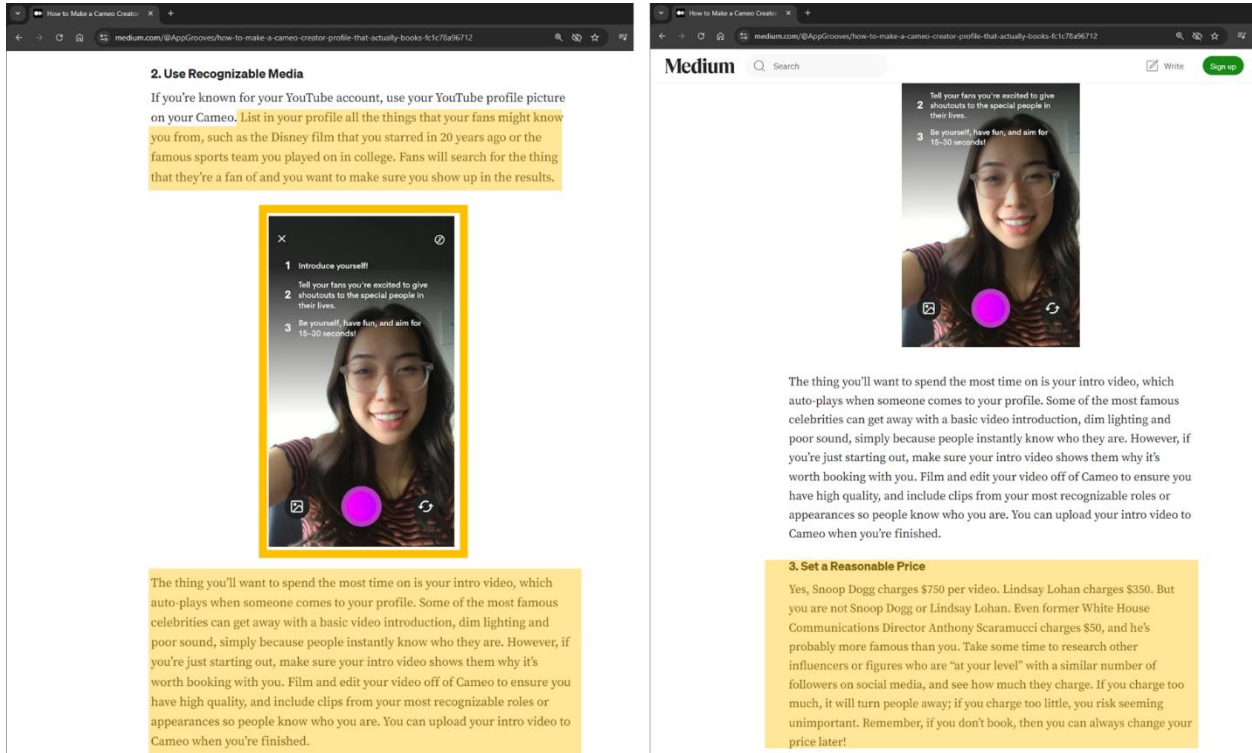 How to Make a Cameo Creator
medium.com/@AppGrooves/how-to-make-a-cameo-creator-profile-that-actually-books-fc1c78a96712
2. Use Recognizable Media
If you're known for your YouTube account, use your YouTube profile picture
on your Cameo. List in your profile all the things that your fans might know
you from, such as the Disney film that you starred in 20 years ago or the
famous sports team you played on in college. Fans will search for the thing
that they're a fan of and you want to make sure you show up in the results.
1 Introduce yourself!
2 Tell your fans you're excited to give
shoutouts to the special people in
their lives.
3 Be yourself, have fun, and aim for
15-30 seconds!
The thing you'll want to spend the most time on is your intro video, which
auto-plays when someone comes to your profile. Some of the most famous
celebrities can get away with a basic video introduction, dim lighting and
poor sound, simply because people instantly know who they are. However, if
you're just starting out, make sure your intro video shows them why it's
worth booking with you. Film and edit your video off of Cameo to ensure you
have high quality, and include clips from your most recognizable roles or
appearances so people know who you are. You can upload your intro video to
Cameo when you're finished.
How to Make a Cameo Creator
medium.com/@AppGrooves/how-to-make-a-cameo-creator-profile-that-actually-books-fc1c78a96712
Medium Search Write Sign up
2 Tell your fans you're excited to give
shoutouts to the special people in
their lives.
3 Be yourself, have fun, and aim for
15-30 seconds!
The thing you'll want to spend the most time on is your intro video, which
auto-plays when someone comes to your profile. Some of the most famous
celebrities can get away with a basic video introduction, dim lighting and
poor sound, simply because people instantly know who they are. However, if
you're just starting out, make sure your intro video shows them why it's
worth booking with you. Film and edit your video off of Cameo to ensure you
have high quality, and include clips from your most recognizable roles or
appearances so people know who you are. You can upload your intro video to
Cameo when you're finished.
3. Set a Reasonable Price
Yes, Snoop Dogg charges $750 per video. Lindsay Lohan charges $350. But
you are not Snoop Dogg or Lindsay Lohan. Even former White House
Communications Director Anthony Scaramucci charges $50, and he's
probably more famous than you. Take some time to research other
influencers or figures who are "at your level" with a similar number of
followers on social media, and see how much they charge. If you charge too
much, it will turn people away; if you charge too little, you risk seeming
unimportant. Remember, if you don't book, then you can always change your
price later!